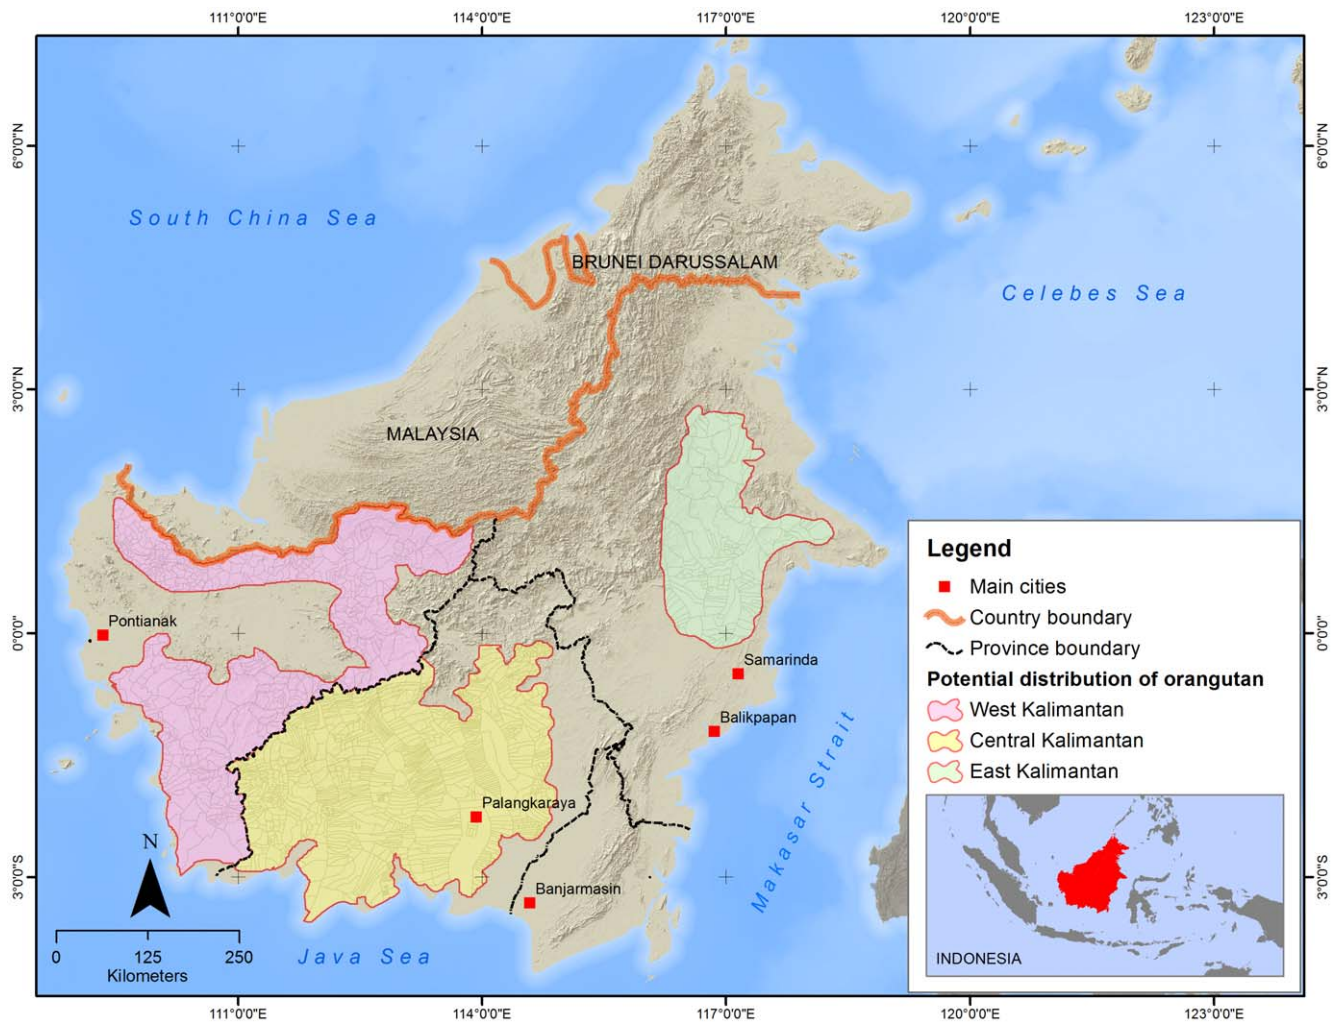 111°0'0"E
114°0'0"E
117°0'0"E
120°0'0"E
123°0'0"E
6°0'0"N
6°0'0"N
South China Sea
BRUNEI DARUSSALAM
Celebes Sea
3°0'0"N
3°0'0"N
MALAYSIA
Pontianak
0°0'0"
0°0'0"
Samarinda
Balikpapan
Makasar Strait
Palangkaraya
Banjarmasin
3°0'0"S
3°0'0"S
N
0
125
250
Kilometers
Java Sea
Legend
Main cities
Country boundary
Province boundary
Potential distribution of orangutan
West Kalimantan
Central Kalimantan
East Kalimantan
INDONESIA
111°0'0"E
114°0'0"E
117°0'0"E
120°0'0"E
123°0'0"E